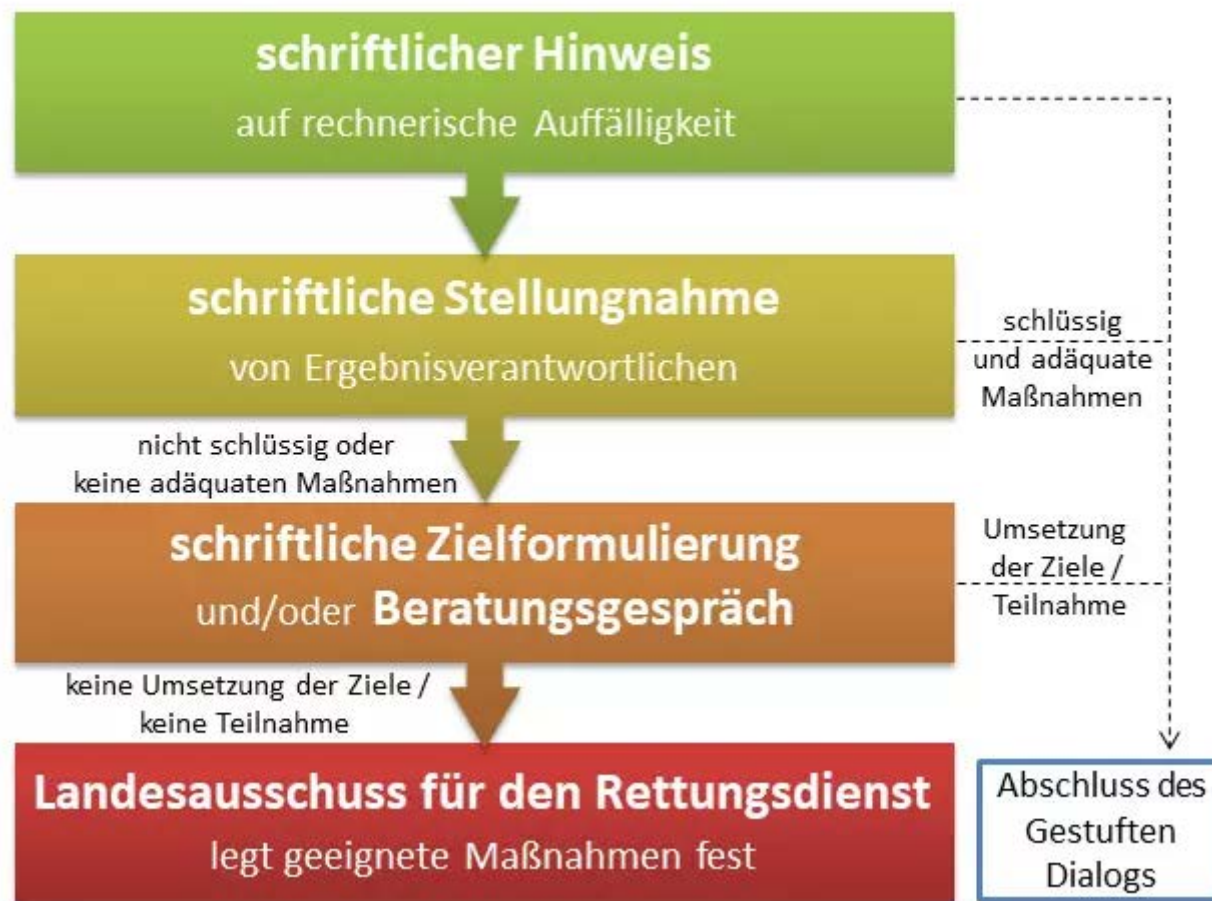 schriftlicher Hinweis
auf rechnerische Auffälligkeit
schriftliche Stellungnahme
von Ergebnisverantwortlichen
schlüssig
und adäquate
Maßnahmen
nicht schlüssig oder
keine adäquaten Maßnahmen
schriftliche Zielformulierung
und/oder Beratungsgespräch
Umsetzung
der Ziele /
Teilnahme
keine Umsetzung der Ziele /
keine Teilnahme
Landesausschuss für den Rettungsdienst
legt geeignete Maßnahmen fest
Abschluss des
Gestuften
Dialogs